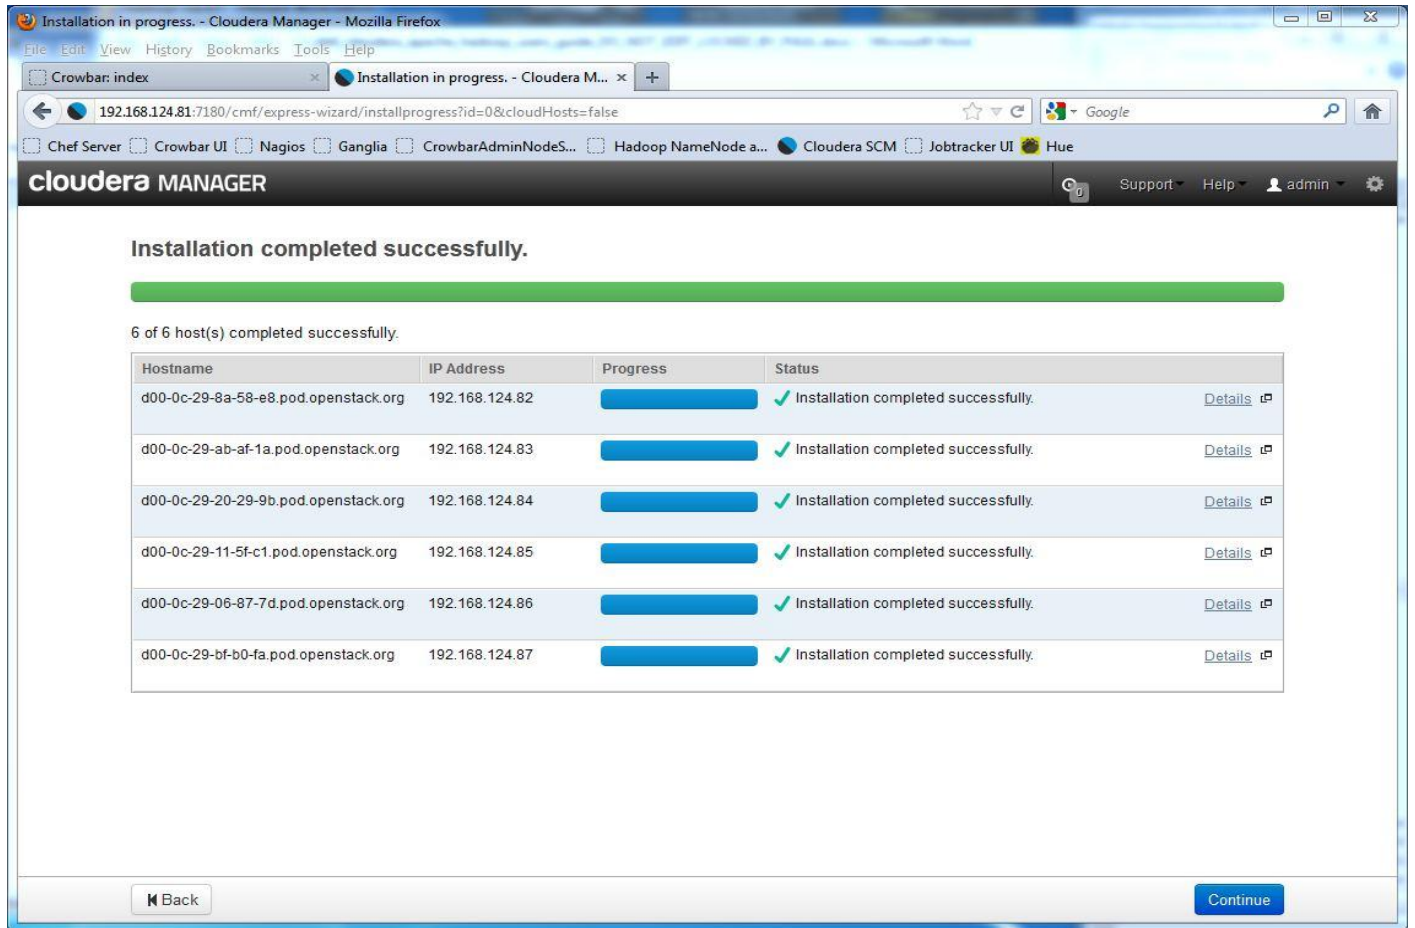 Installation in progress. - Cloudera Manager - Mozilla Firefox
File Edit View History Bookmarks Tools Help
Crowbar: index × Installation in progress. - Cloudera M... × +
192.168.124.81:7180/cmf/express-wizard/installprogress?id=0&cloudHosts=false Google
Chef Server Crowbar UI Nagios Ganglia CrowbarAdminNodeS... Hadoop NameNode a... Cloudera SCM Jobtracker UI Hue
cloudera MANAGER 0 Support Help admin
Installation completed successfully.
6 of 6 host(s) completed successfully.
Hostname IP Address Progress Status
d00-0c-29-8a-58-e8.pod.openstack.org 192.168.124.82 Installation completed successfully. Details
d00-0c-29-ab-af-1a.pod.openstack.org 192.168.124.83 Installation completed successfully. Details
d00-0c-29-20-29-9b.pod.openstack.org 192.168.124.84 Installation completed successfully. Details
d00-0c-29-11-5f-c1.pod.openstack.org 192.168.124.85 Installation completed successfully. Details
d00-0c-29-06-87-7d.pod.openstack.org 192.168.124.86 Installation completed successfully. Details
d00-0c-29-bf-b0-fa.pod.openstack.org 192.168.124.87 Installation completed successfully. Details
Back Continue